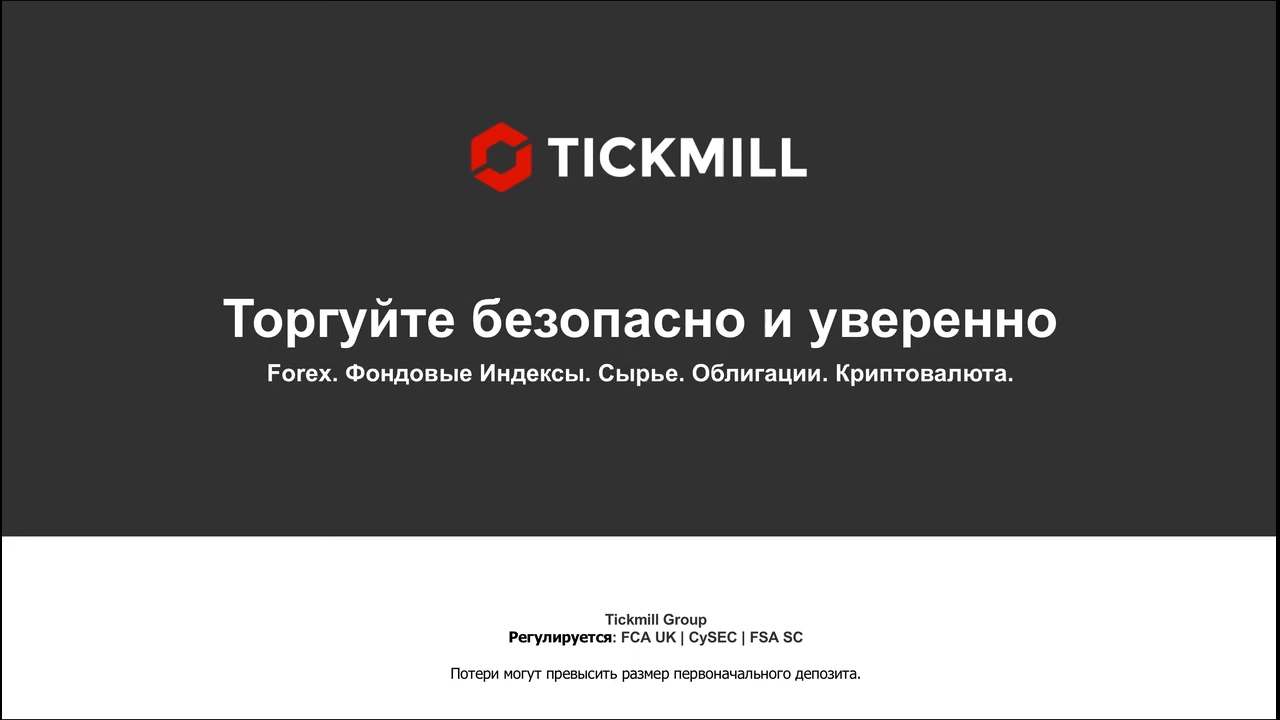 TICKMILL
Торгуйте безопасно и уверенно
Forex. Фондовые Индексы. Сырье. Облигации. Криптовалюта.
Tickmill Group
Регулируется: FCA UK | CySEC | FSA SC
Потери могут превысить размер первоначального депозита.